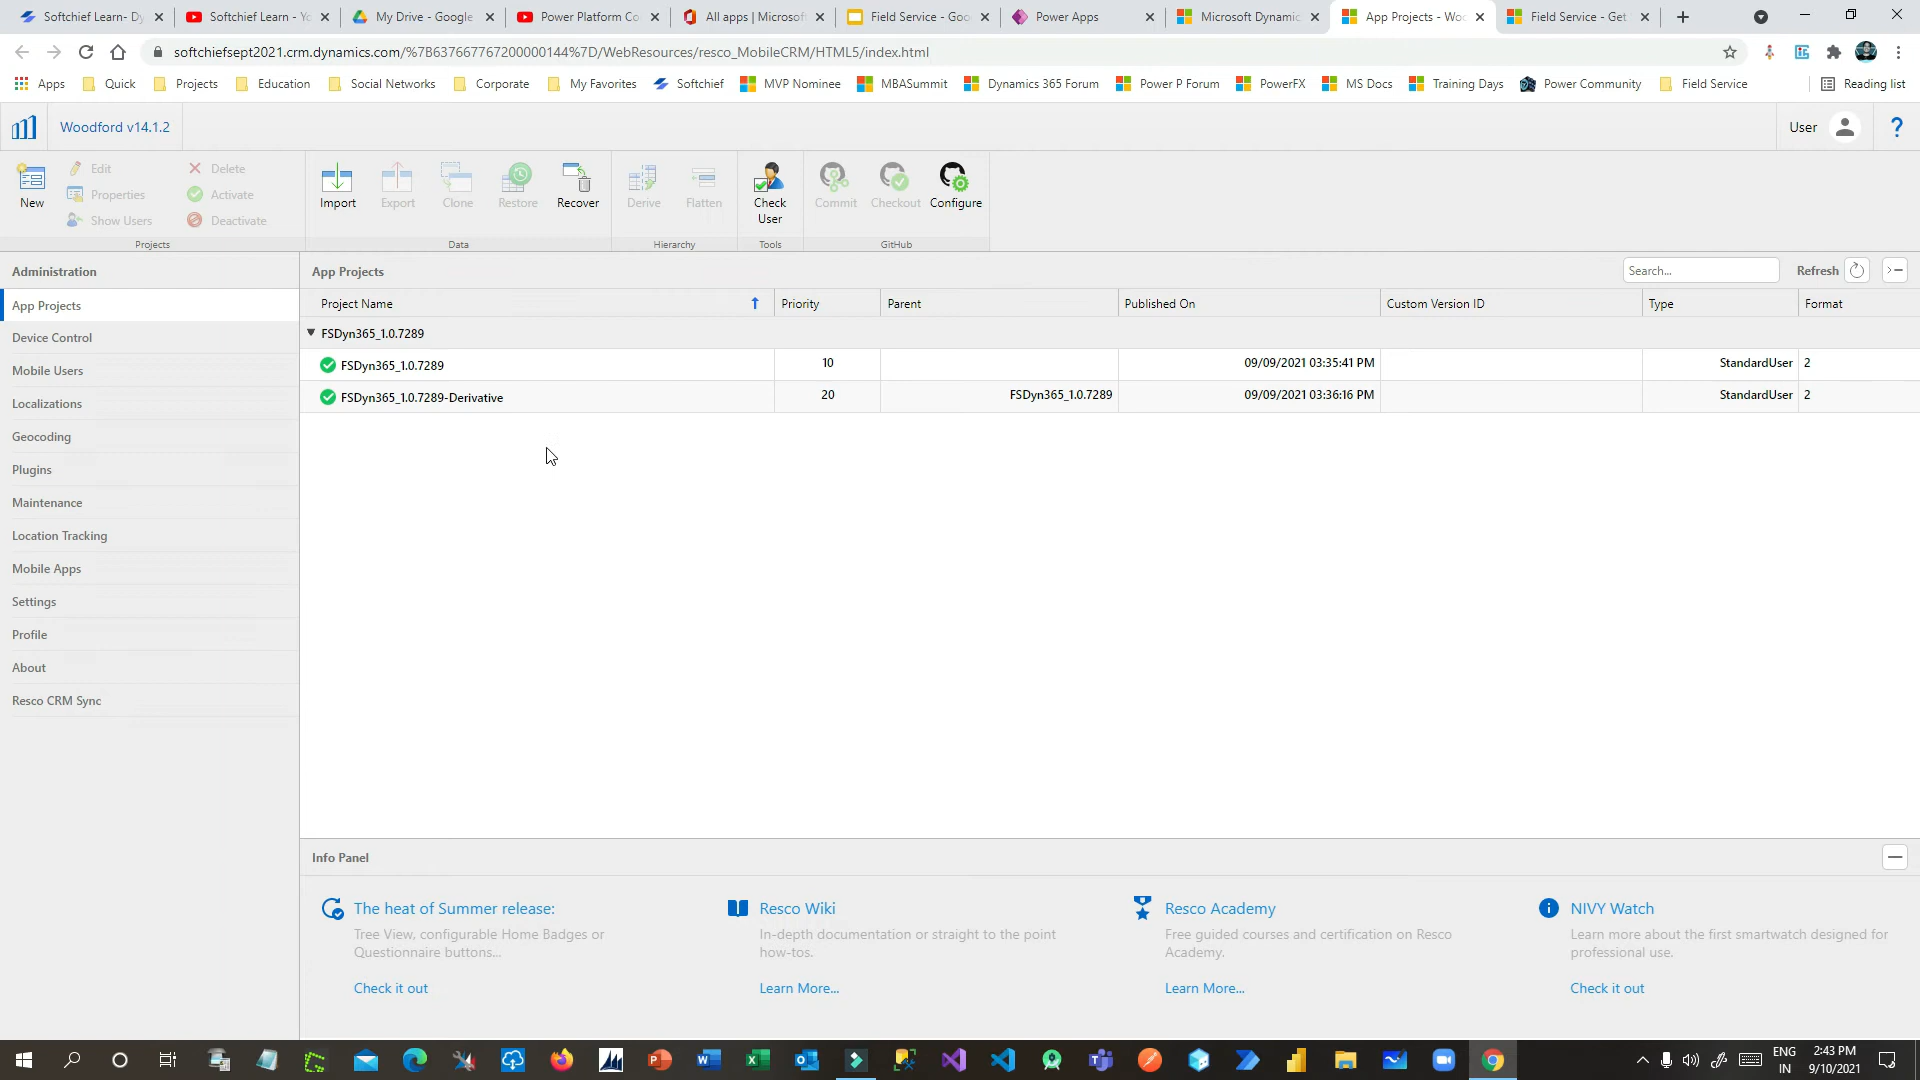 Softchief Learn- Dy
Softchief Learn - Yo
My Drive - Google
Power Platform Co
All apps | Microsoft
Field Service - Goo
Power Apps
Microsoft Dynamic
App Projects - Woo
Field Service - Get
softchiefsept2021.crm.dynamics.com/%7B637667767200000144%7D/WebResources/resco_MobileCRM/HTML5/index.html
Apps Quick Projects Education Social Networks Corporate My Favorites Softchief MVP Nominee MBASummit Dynamics 365 Forum Power P Forum PowerFX MS Docs Training Days Power Community Field Service Reading list
Woodford v14.1.2
User
?
New
Edit
Properties
Show Users
Delete
Activate
Deactivate
Projects
Import
Export
Clone
Restore
Recover
Data
Derive
Flatten
Hierarchy
Check
User
Tools
Commit
Checkout
Configure
GitHub
Administration
App Projects
Device Control
Mobile Users
Localizations
Geocoding
Plugins
Maintenance
Location Tracking
Mobile Apps
Settings
Profile
About
Resco CRM Sync
App Projects
Search...
Refresh
Project Name Priority Parent Published On Custom Version ID Type Format
FSDyn365_1.0.7289
FSDyn365_1.0.7289 10 09/09/2021 03:35:41 PM StandardUser 2
FSDyn365_1.0.7289-Derivative 20 FSDyn365_1.0.7289 09/09/2021 03:36:16 PM StandardUser 2
Info Panel
The heat of Summer release:
Tree View, configurable Home Badges or
Questionnaire buttons...
Check it out
Resco Wiki
In-depth documentation or straight to the point
how-tos.
Learn More...
Resco Academy
Free guided courses and certification on Resco
Academy.
Learn More...
NIVY Watch
Learn more about the first smartwatch designed for
professional use.
Check it out
ENG
IN
2:43 PM
9/10/2021